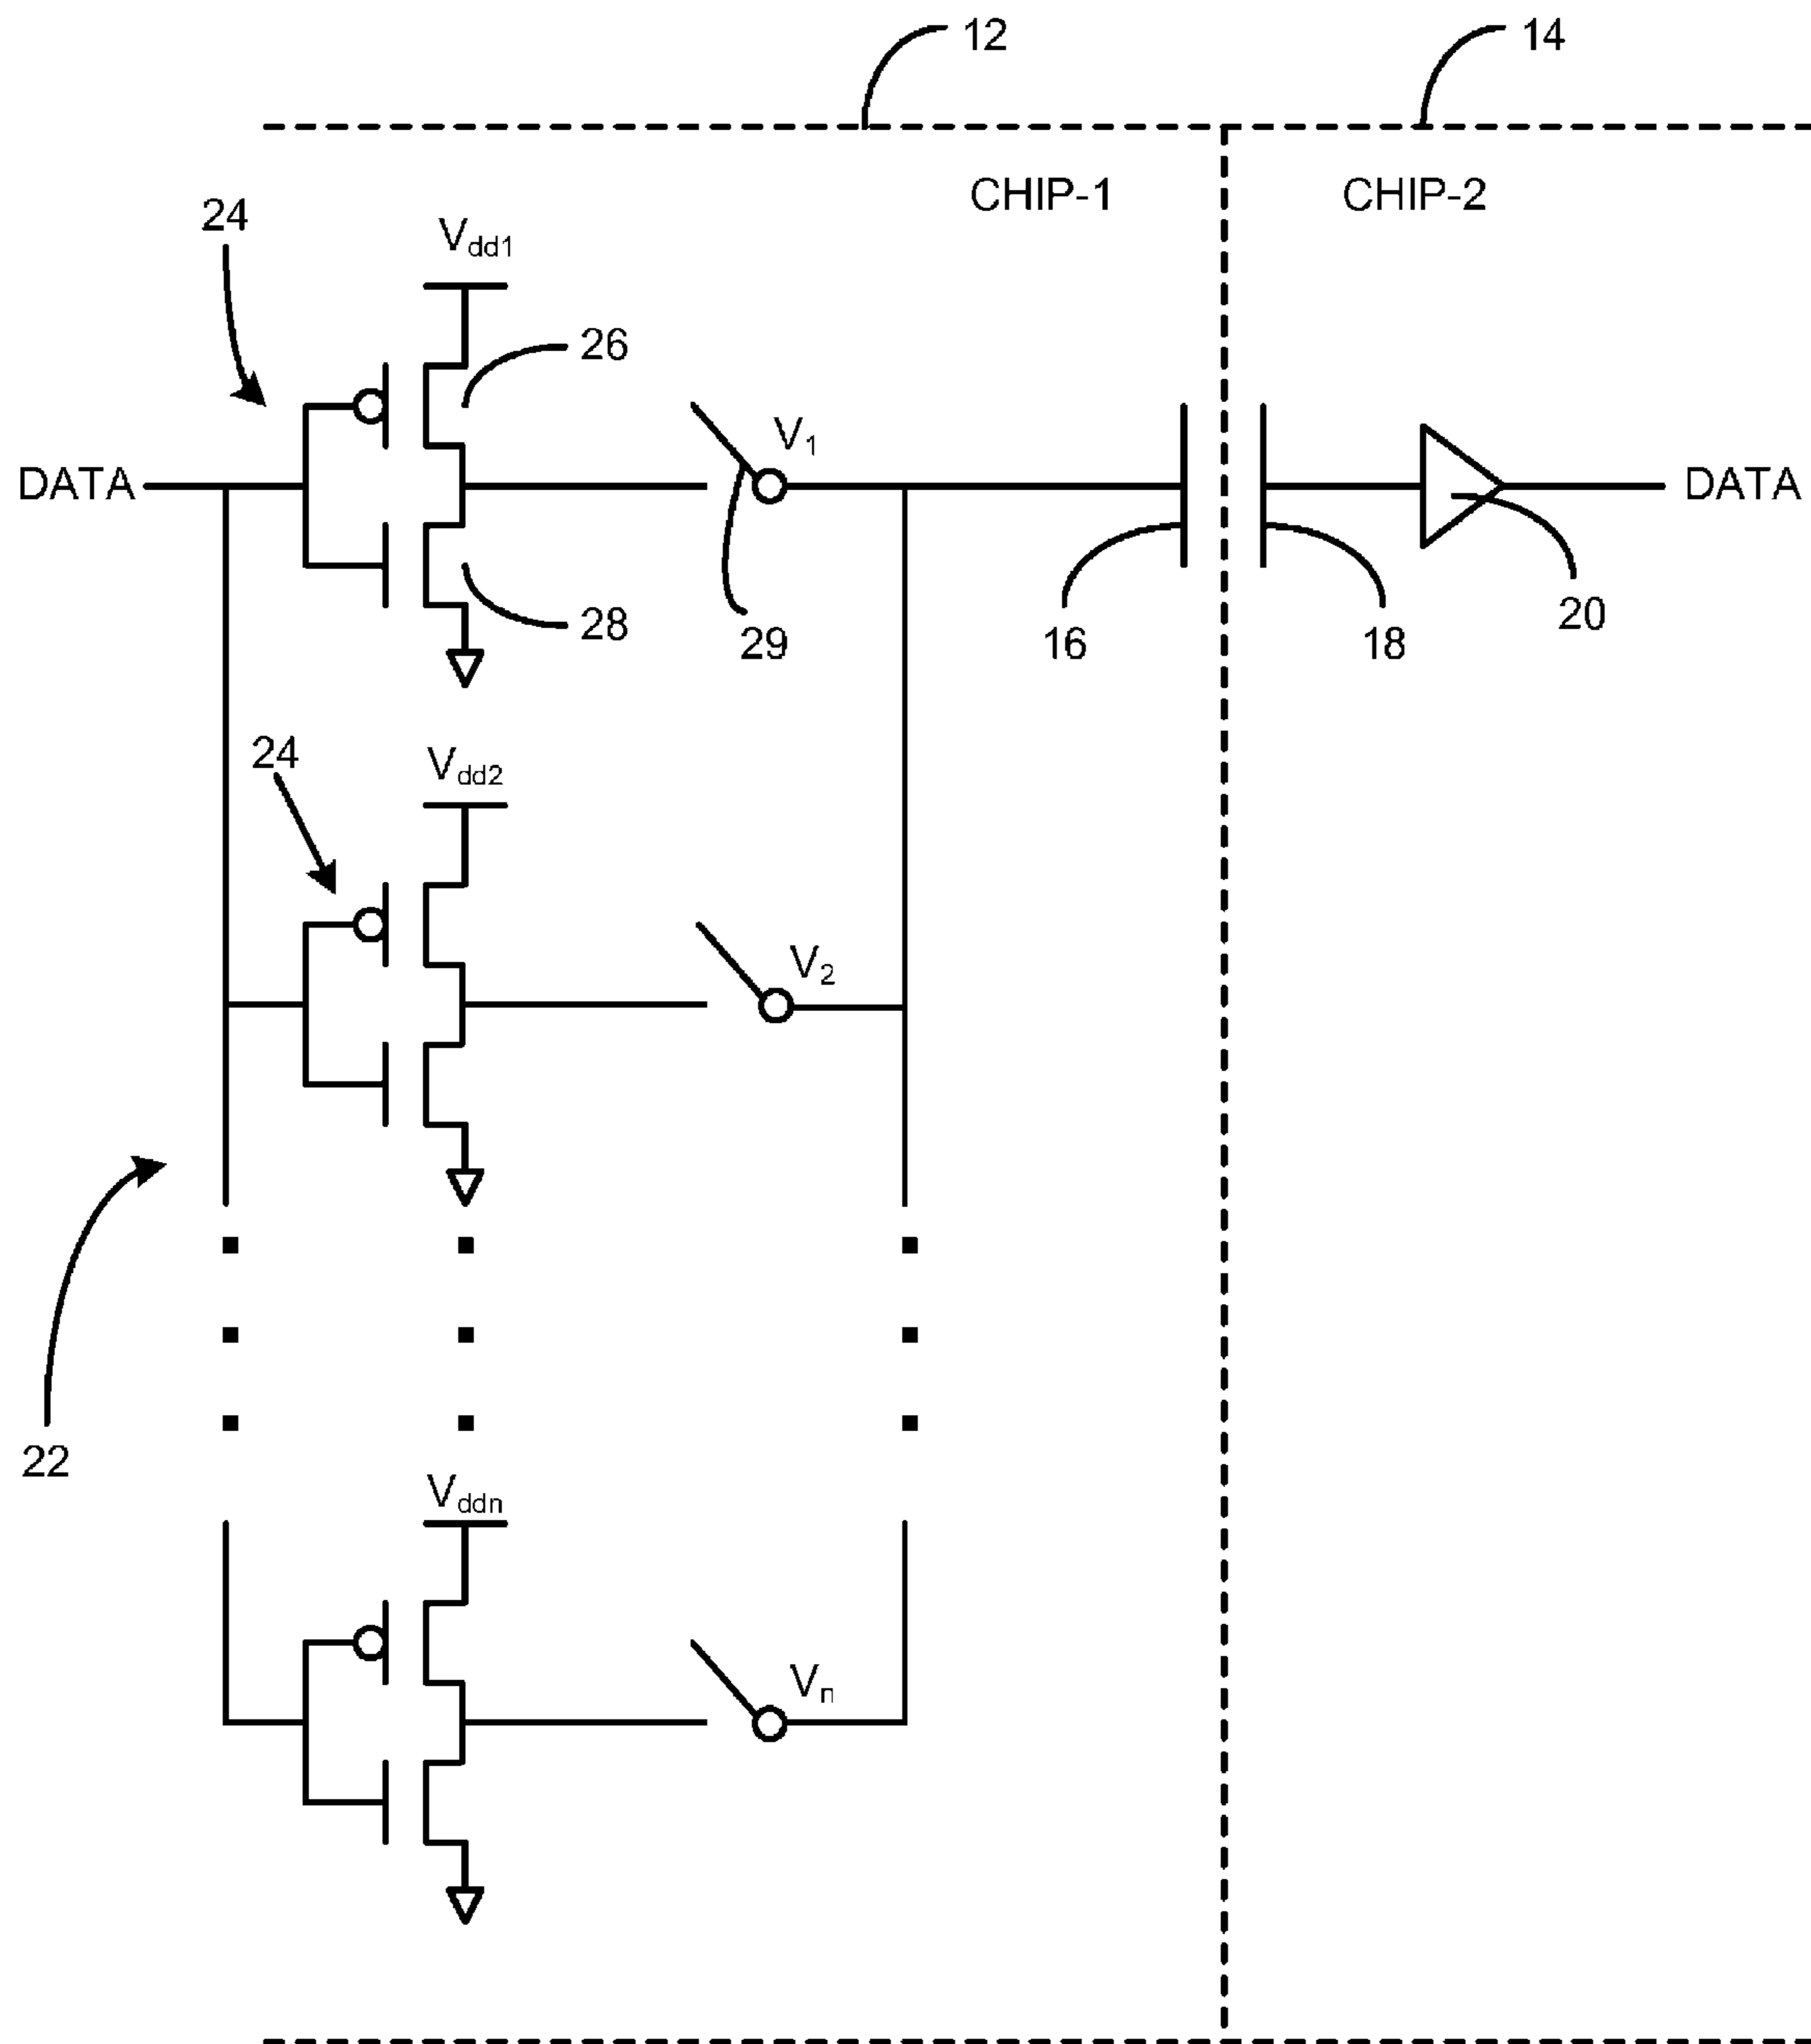 12
14
CHIP-1
CHIP-2
24
Vdd1
26
V1
DATA
DATA
28
29
16
18
20
24
Vdd2
V2
22
Vddn
Vn